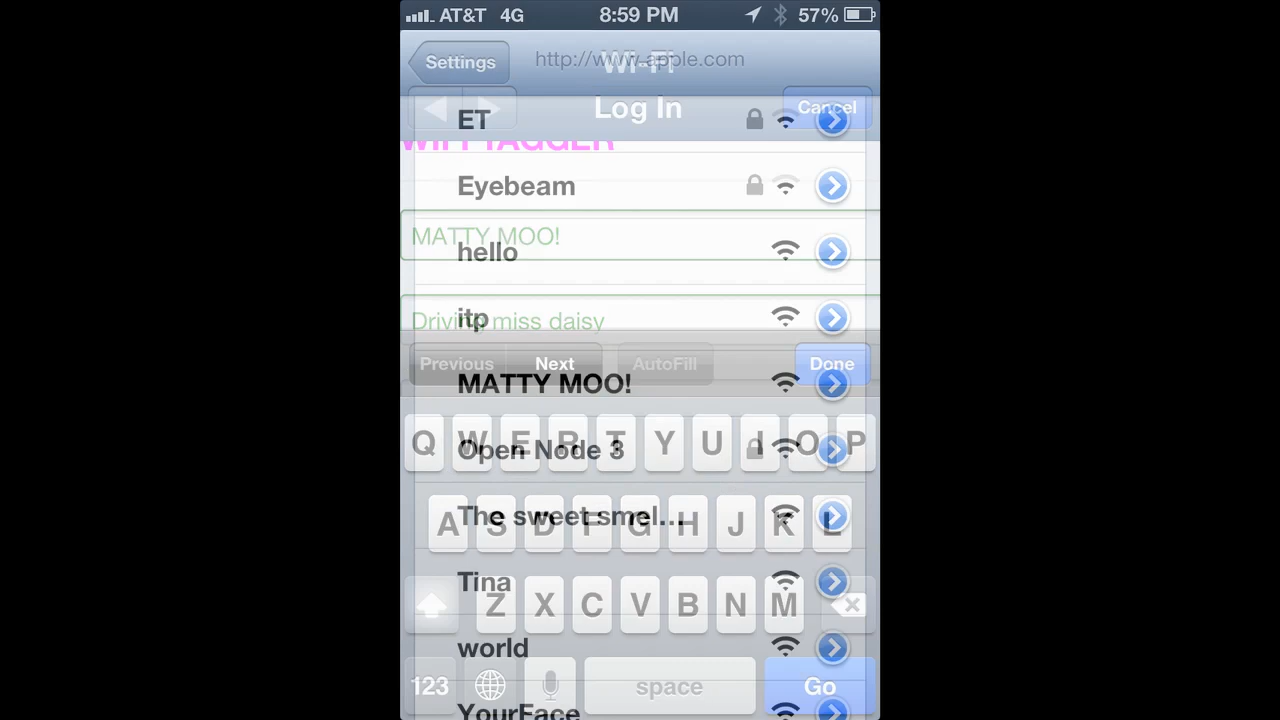 AT&T 4G 8:59 PM 57%
Settings Wi-Fi http://www.apple.com
Log In Cancel
ET
WIFI TAGGER
Eyebeam
MATTY MOO!
hello
Driving miss daisy
itp
Previous Next AutoFill Done
MATTY MOO!
Q W E R T Y U I O P
Open Node 3
A S D F G H J K L
The sweet smel...
Tina
Z X C V B N M
world
123 space Go
YourFace